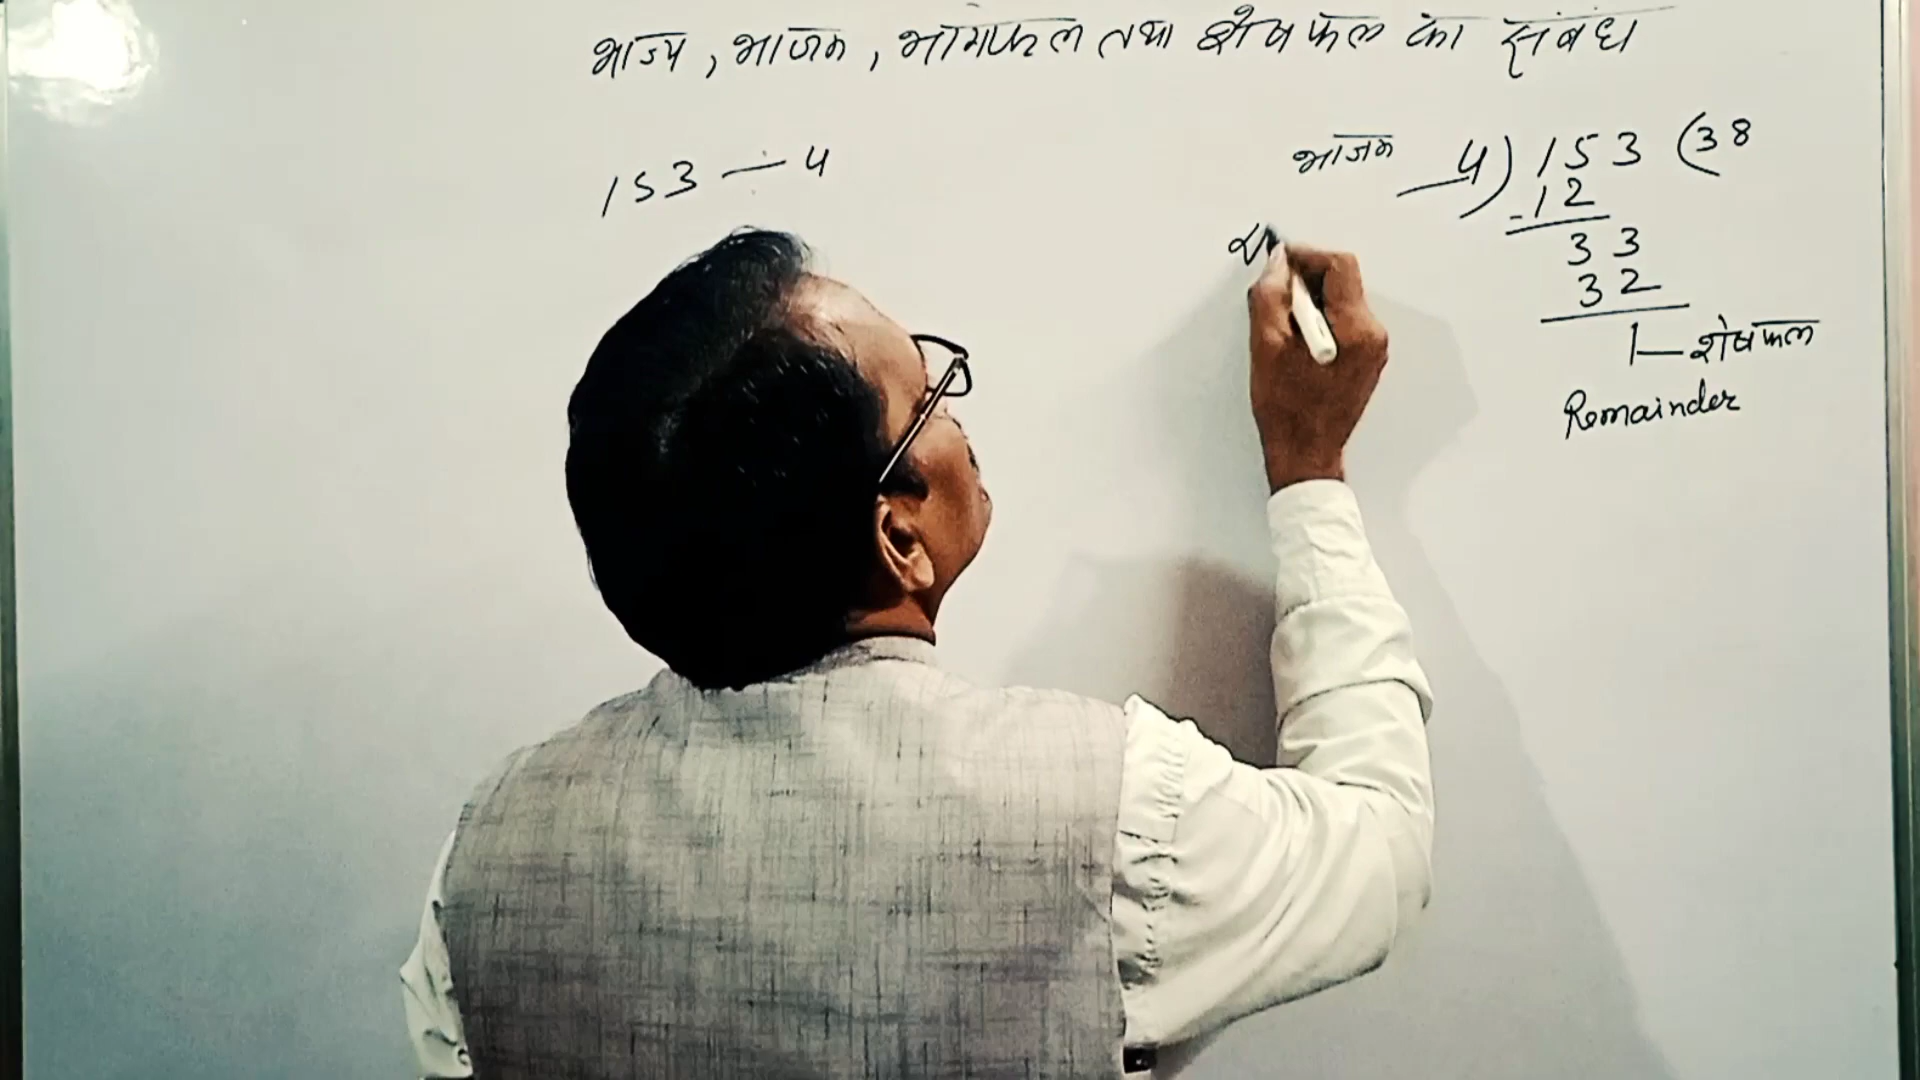 भाज्य, भाजक, भागफल तथा शेषफल का संबंध
153 ÷ 4
भाजक 4) 153 (38
-12
33
32
1 — शेषफल
Remainder